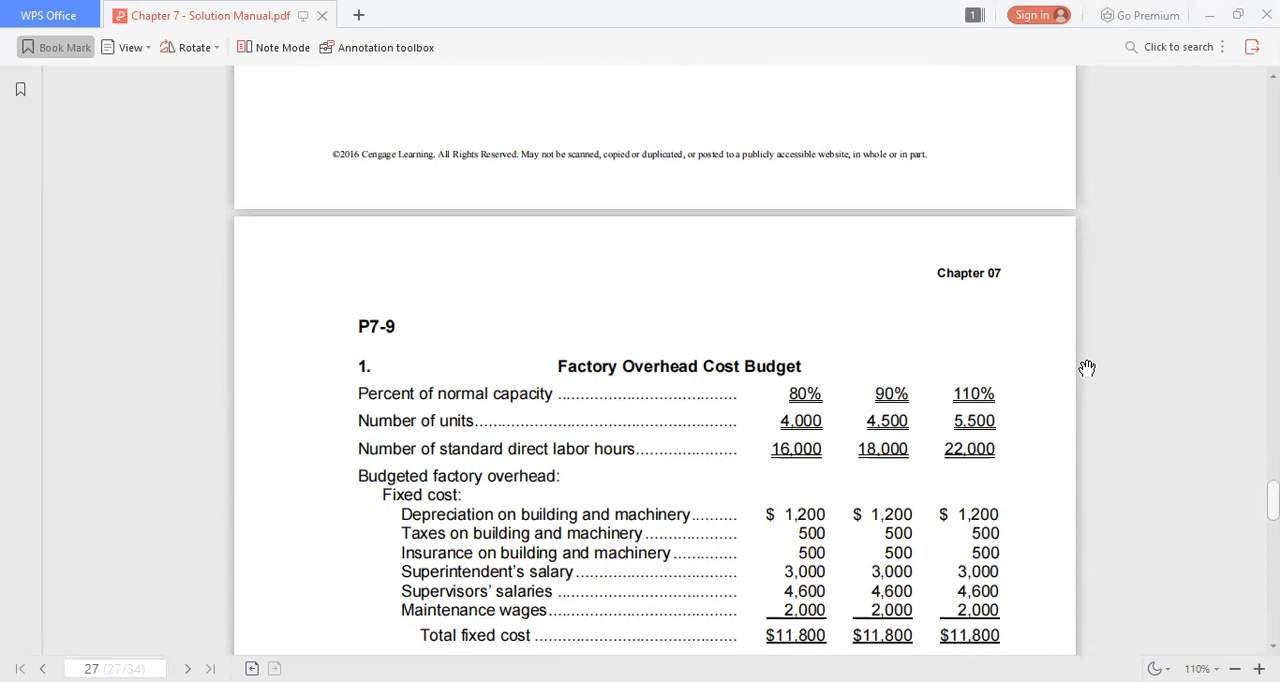 WPS Office Chapter 7 - Solution Manual.pdf 1 Sign in Go Premium
Book Mark View Rotate Note Mode Annotation toolbox Click to search
©2016 Cengage Learning. All Rights Reserved. May not be scanned, copied or duplicated, or posted to a publicly accessible website, in whole or in part.
Chapter 07
P7-9
1. Factory Overhead Cost Budget
Percent of normal capacity ........................................ 80% 90% 110%
Number of units.......................................................... 4,000 4,500 5,500
Number of standard direct labor hours...................... 16,000 18,000 22,000
Budgeted factory overhead:
Fixed cost:
Depreciation on building and machinery.......... $ 1,200 $ 1,200 $ 1,200
Taxes on building and machinery..................... 500 500 500
Insurance on building and machinery.............. 500 500 500
Superintendent's salary.................................... 3,000 3,000 3,000
Supervisors' salaries ........................................ 4,600 4,600 4,600
Maintenance wages.......................................... 2,000 2,000 2,000
Total fixed cost ............................................. $11,800 $11,800 $11,800
27 (27/34) 110%